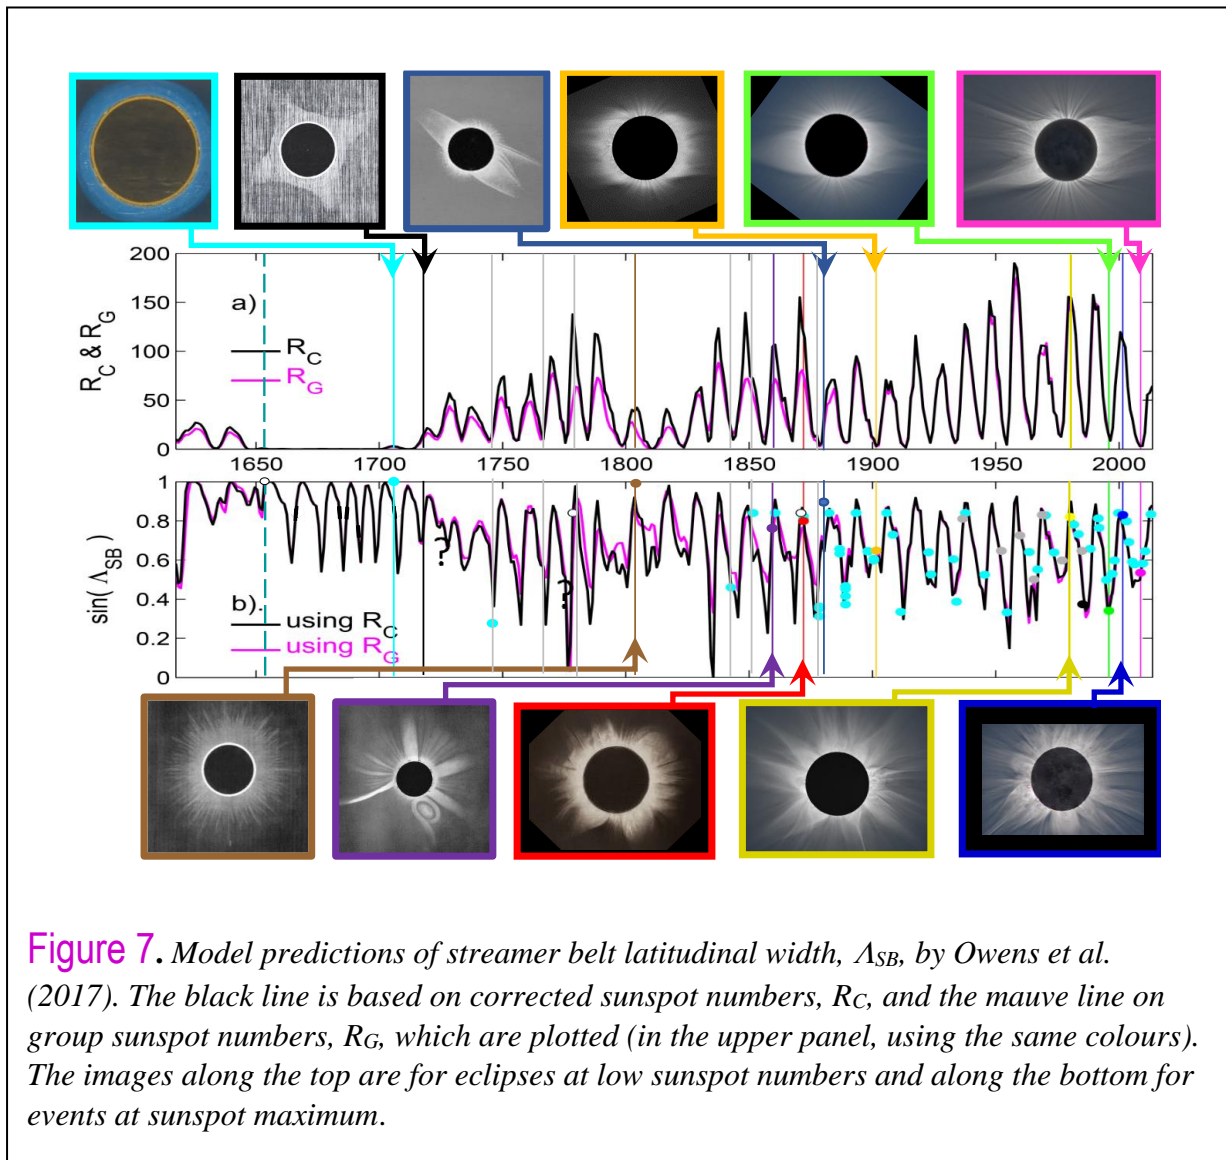 200
150
100
50
0
R_C & R_G
a)
R_C
R_G
1650 1700 1750 1800 1850 1900 1950 2000
1
0.8
0.6
0.4
0.2
0
sin( Λ_SB)
?
?
b).
using R_C
using R_G
Figure 7. Model predictions of streamer belt latitudinal width, Λ_SB, by Owens et al.
(2017). The black line is based on corrected sunspot numbers, R_C, and the mauve line on
group sunspot numbers, R_G, which are plotted (in the upper panel, using the same colours).
The images along the top are for eclipses at low sunspot numbers and along the bottom for
events at sunspot maximum.